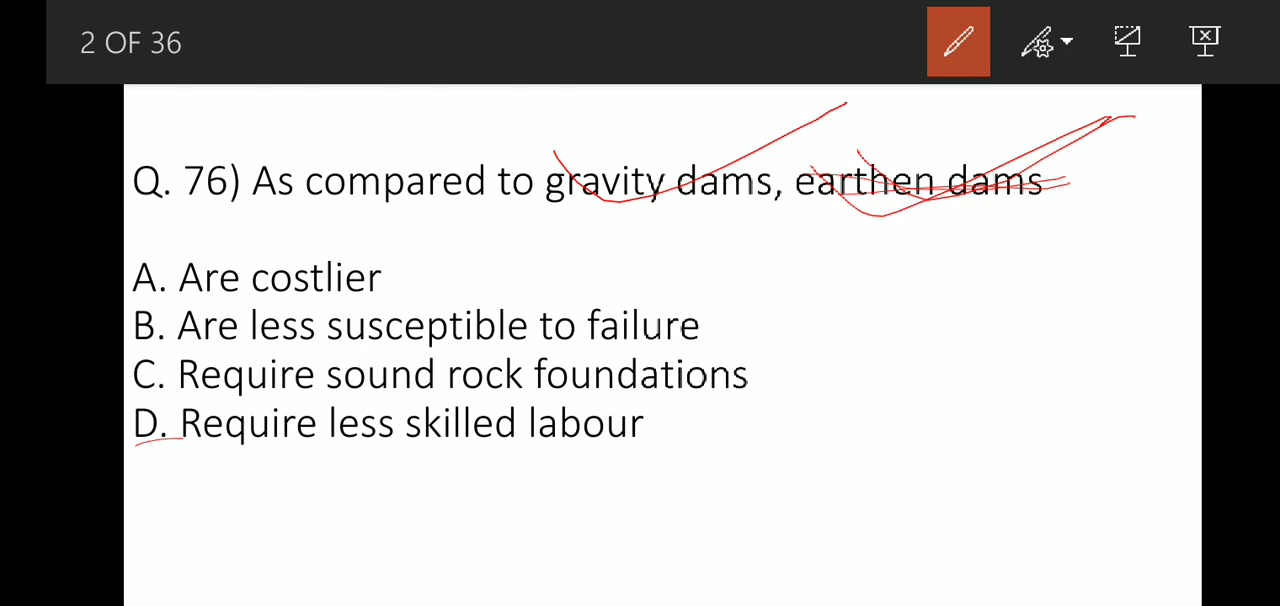 2 OF 36
Q. 76) As compared to gravity dams, earthen dams
A. Are costlier
B. Are less susceptible to failure
C. Require sound rock foundations
D. Require less skilled labour